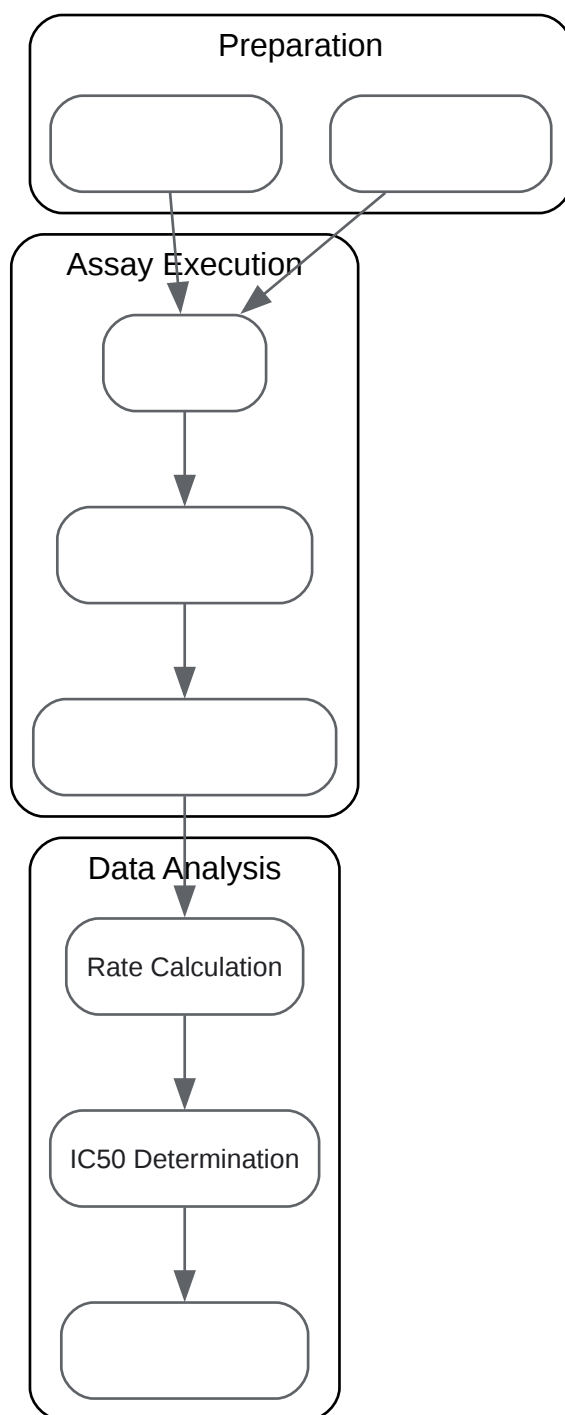 Preparation
Assay Execution
Data Analysis
Rate Calculation
IC50 Determination